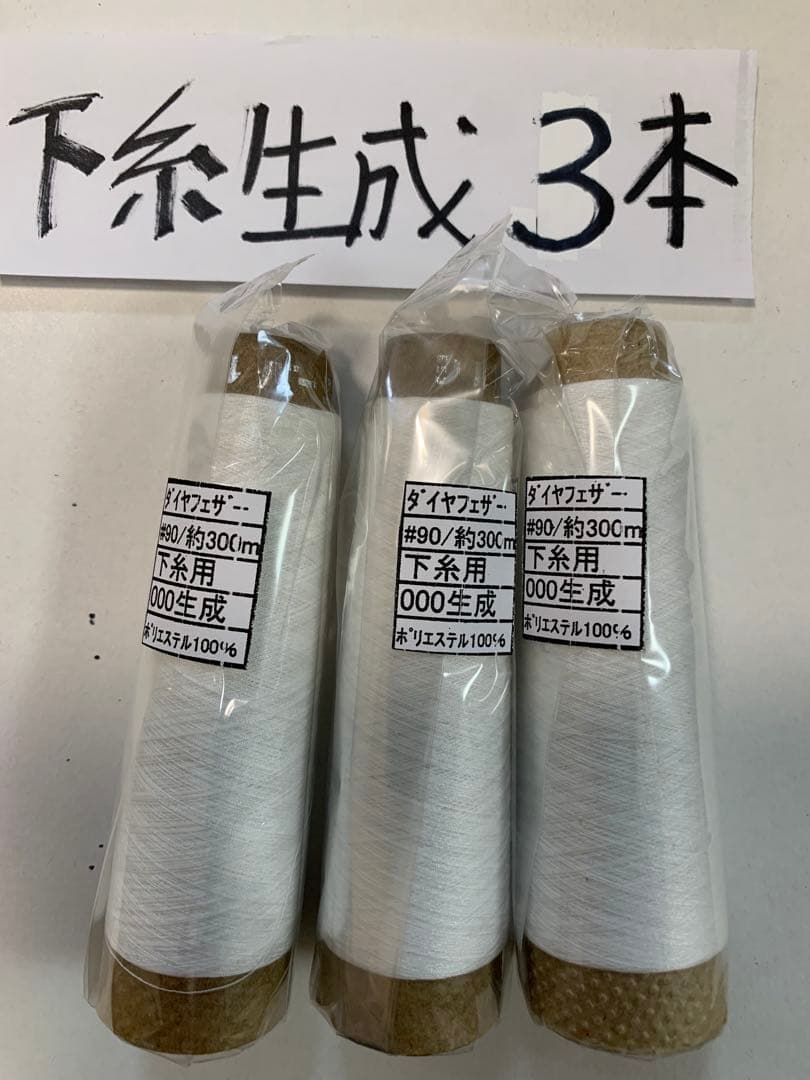 下糸生成3本
ダイヤフェザー
#90/約300m
下糸用
000生成
ポリエステル100%
ダイヤフェザー
#90/約300m
下糸用
000生成
ポリエステル100%
ダイヤフェザー
#90/約300m
下糸用
000生成
ポリエステル100%